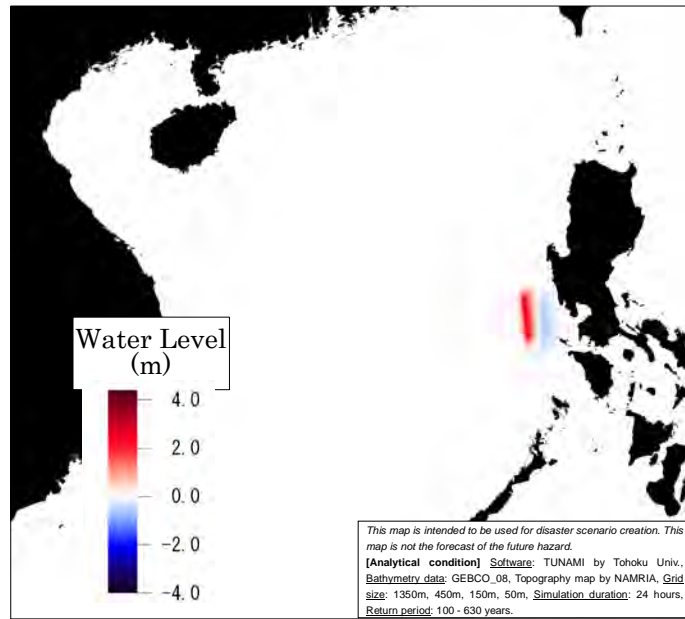 Water Level
(m)
4.0
2.0
0.0
-2.0
-4.0
This map is intended to be used for disaster scenario creation. This
map is not the forecast of the future hazard.
[Analytical condition] Software: TUNAMI by Tohoku Univ.,
Bathymetry data: GEBCO_08, Topography map by NAMRIA, Grid
size: 1350m, 450m, 150m, 50m, Simulation duration: 24 hours,
Return period: 100 - 630 years.